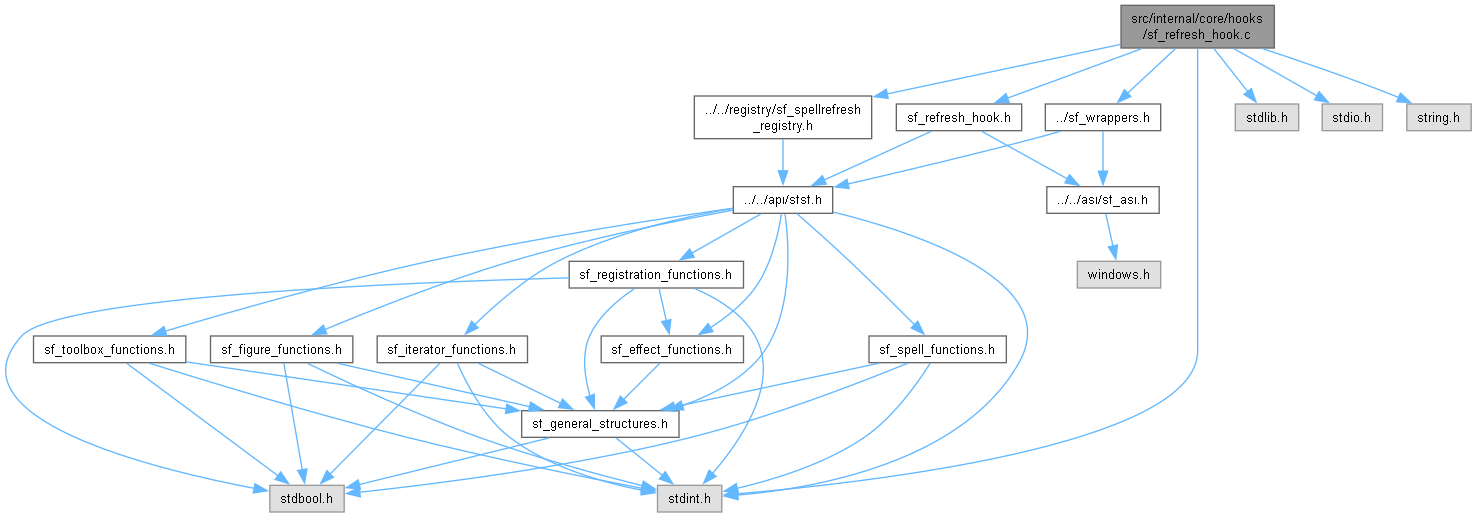 src/internal/core/hooks
/sf_refresh_hook.c
../../registry/sf_spellrefresh
_registry.h
sf_refresh_hook.h
../sf_wrappers.h
stdlib.h
stdio.h
string.h
../../api/sfsf.h
../../asi/sf_asi.h
sf_registration_functions.h
windows.h
sf_toolbox_functions.h
sf_figure_functions.h
sf_iterator_functions.h
sf_effect_functions.h
sf_spell_functions.h
sf_general_structures.h
stdbool.h
stdint.h